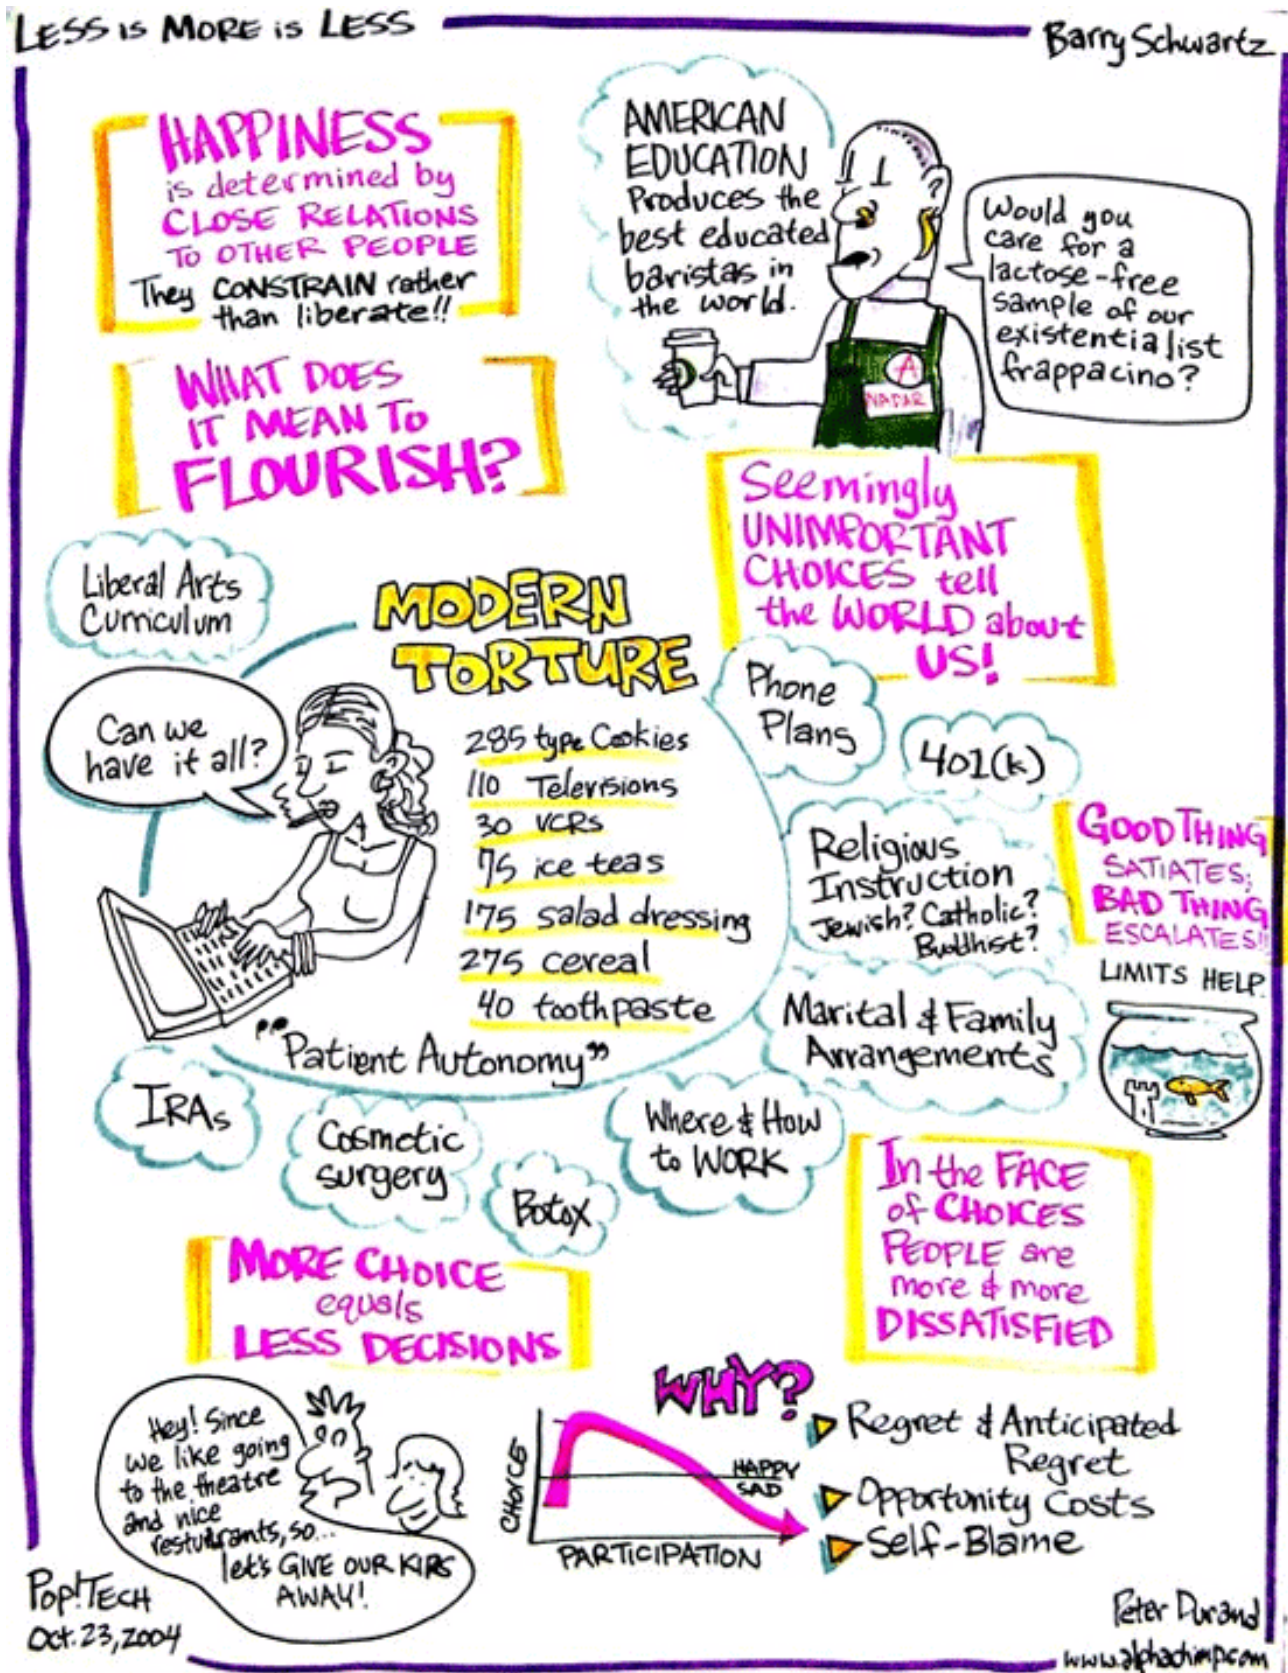 LESS is MORE is LESS
Barry Schwartz
HAPPINESS
is determined by
CLOSE RELATIONS
TO OTHER PEOPLE
They CONSTRAIN rather
than liberate!!
AMERICAN
EDUCATION
Produces the
best educated
baristas in
the world.
Would you
care for a
lactose-free
sample of our
existentialist
frappacino?
A
WHAT DOES
IT MEAN TO
FLOURISH?
Seemingly
UNIMPORTANT
CHOICES tell
the WORLD about
US!
Liberal Arts
Curriculum
Can we
have it all?
MODERN
TORTURE
285 type Cookies
110 Televisions
30 VCRs
75 ice teas
175 salad dressing
275 cereal
40 toothpaste
"Patient Autonomy"
Phone
Plans
401(k)
Religious
Instruction
Jewish? Catholic?
Buddhist?
Marital & Family
Arrangements
GOOD THING
SATIATES;
BAD THING
ESCALATES!!
LIMITS HELP.
IRAs
Cosmetic
surgery
Botox
Where & How
to WORK
In the FACE
of CHOICES
PEOPLE are
more & more
DISSATISFIED
MORE CHOICE
equals
LESS DECISIONS
Hey! Since
we like going
to the theatre
and nice
restuarants, so...
let's GIVE OUR KIDS
AWAY!
WHY?
CHOICE
HAPPY
SAD
PARTICIPATION
Regret & Anticipated
Regret
Opportunity Costs
Self-Blame
Pop!TECH
Oct. 23, 2004
Peter Durand
www.alphachimp.com